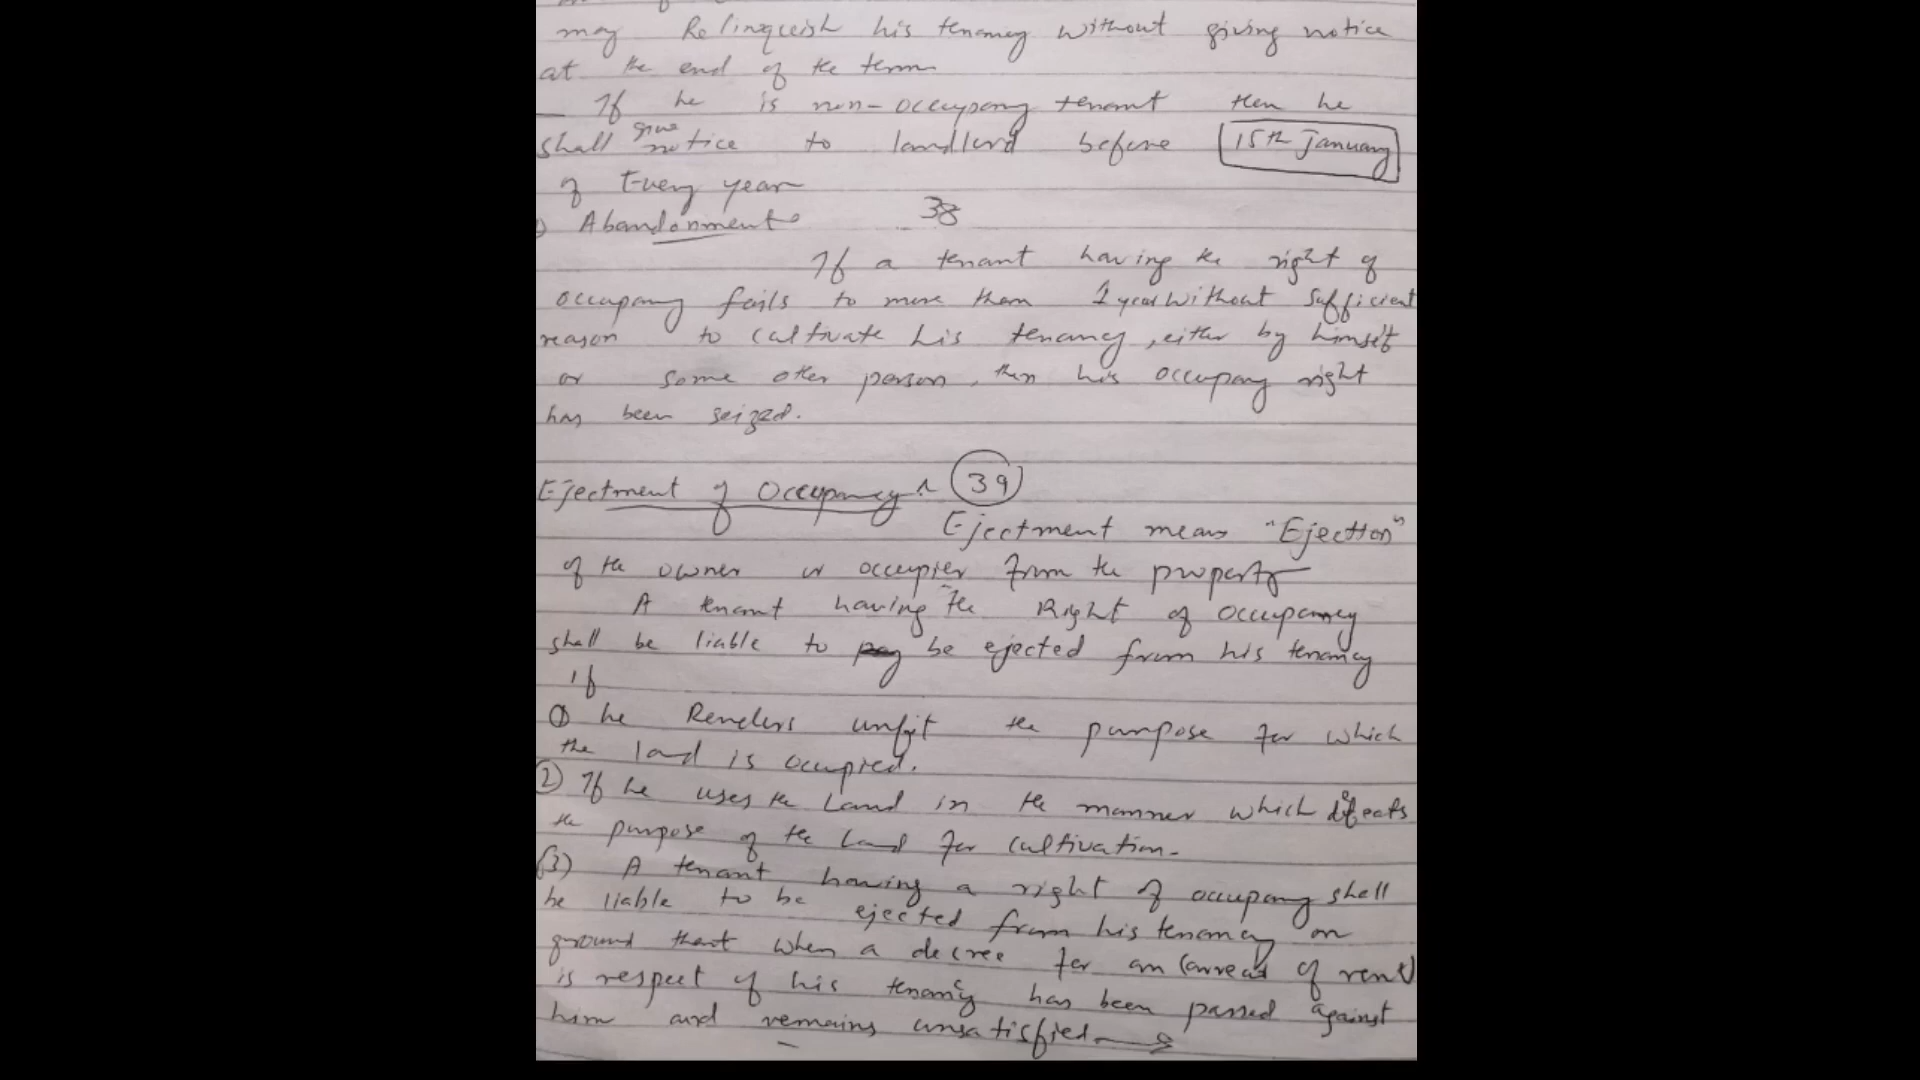 may Relinqueish his tenancy without giving notice
at the end of the term
If he is non-occupany tenant then he
shall give notice to landlord before 15th January
of Every year
Abandonment 38
If a tenant having the right of
occupany fails to more than 1 year without sufficient
reason to cultivate his tenancy, either by himself
or some other person, then his occupany right
has been seized.
Ejectment of Occupancy 39
Ejectment means "Ejection"
of the owner or occupier from the property
A tenant having the Right of occupancy
shall be liable to be ejected from his tenancy
if
① he Renders unfit the purpose for which
the land is occupied.
2) If he uses the Land in the manner which defeats
the purpose of the Land for cultivation-
(3) A tenant having a right of occupany shall
be liable to be ejected from his tenancy on
ground that when a decree for an (arrear of rent)
is respect of his tenancy has been passed against
him and remains unsatisfied